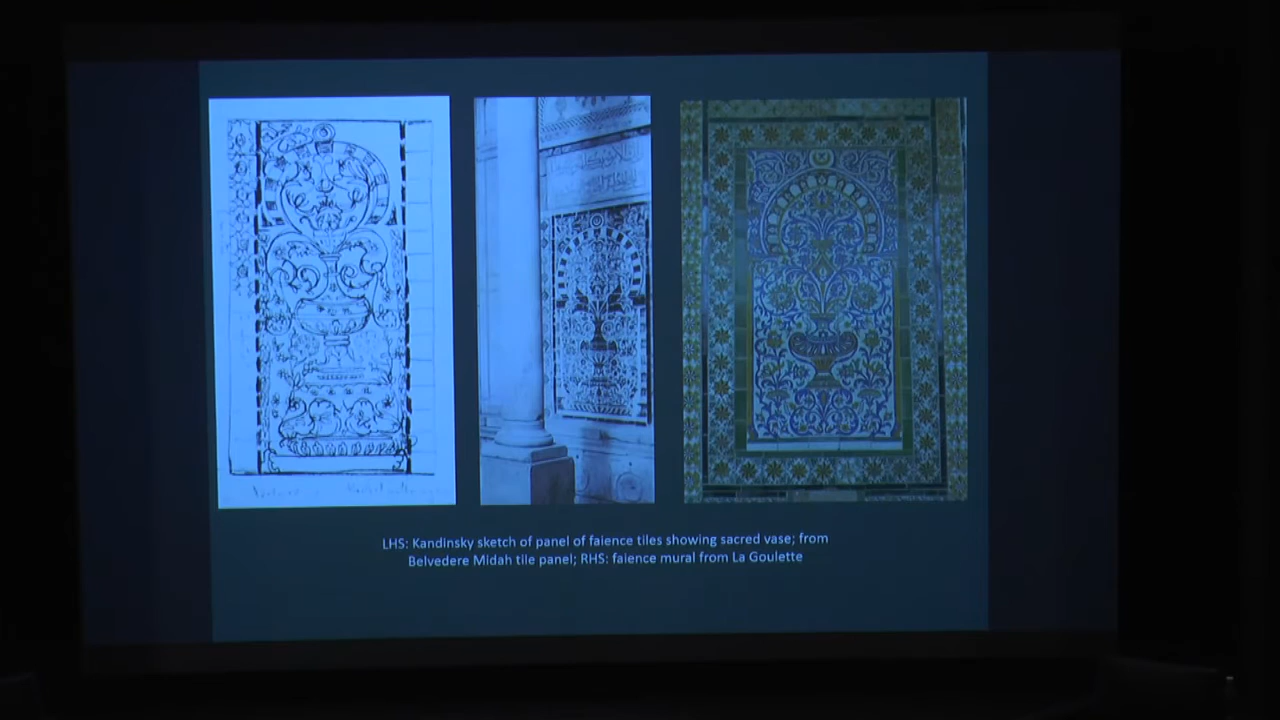 LHS: Kandinsky sketch of panel of faience tiles showing sacred vase; from
Belvedere Midah tile panel; RHS: faience mural from La Goulette